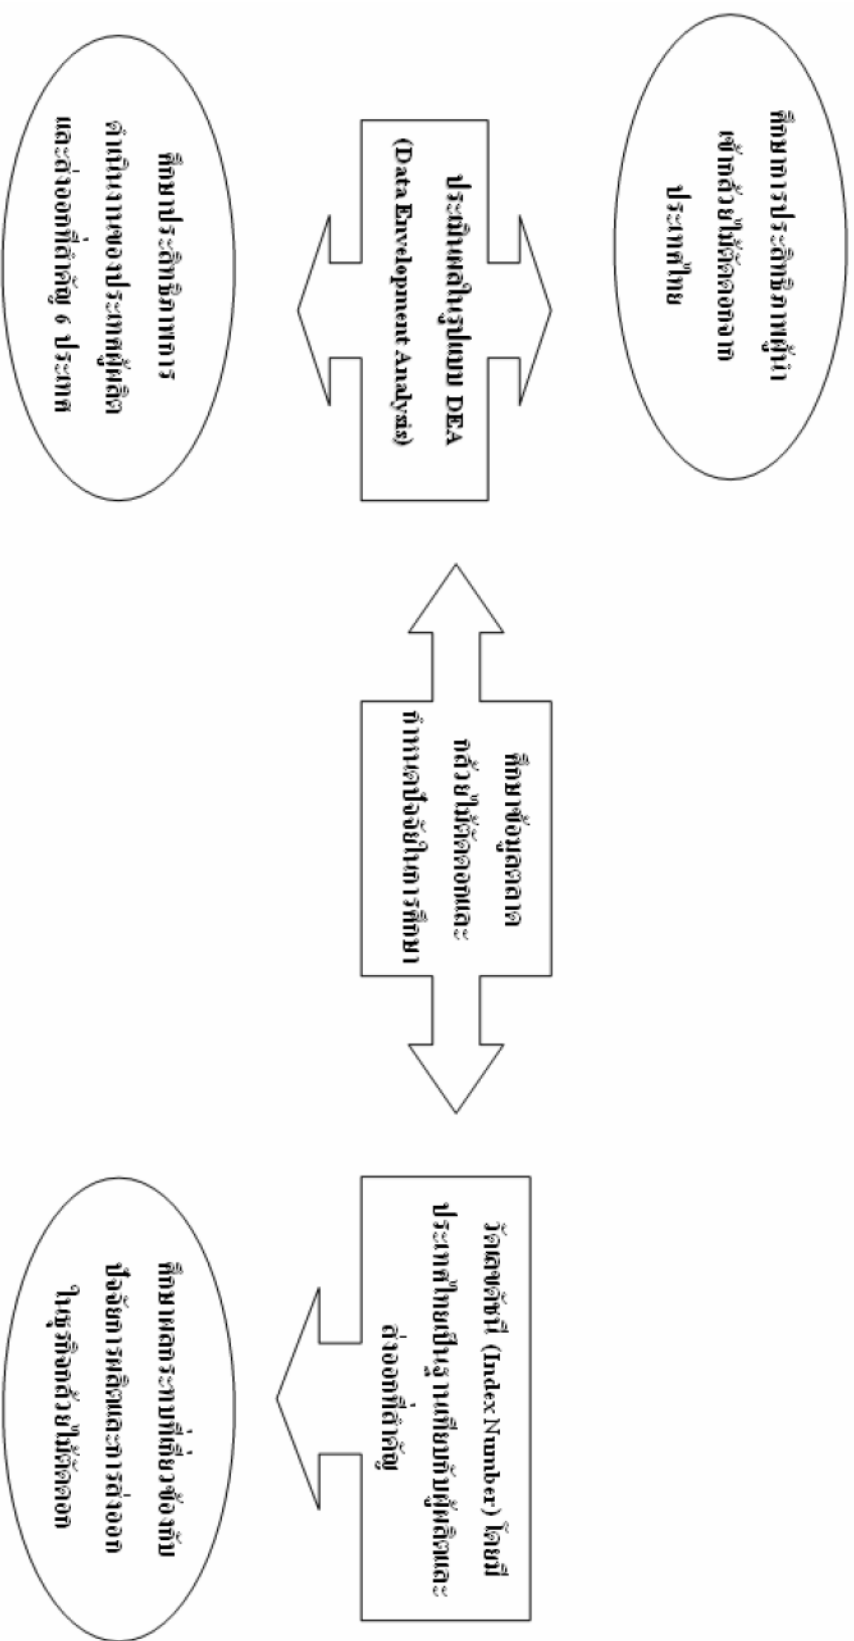 ศึกษาการประสิทธิภาพผู้นำ
เข้ากล้วยไม้ตัดดอกจาก
ประเทศไทย
ประเมินผลในรูปแบบ DEA
(Data Envelopment Analysis)
ศึกษาประสิทธิภาพการ
ดำเนินงานของประเทศผู้ผลิต
และส่งออกที่สำคัญ 6 ประเทศ
ศึกษาข้อมูลตลาด
กล้วยไม้ตัดดอกและ
กำหนดปัจจัยในการศึกษา
วัดเลขดัชนี (Index Number) โดยมี
ประเทศไทยเป็นฐานเทียบกับผู้ผลิตและ
ส่งออกที่สำคัญ
ศึกษาผลกระทบที่เกี่ยวข้องกับ
ปัจจัยการผลิตและการส่งออก
ในธุรกิจกล้วยไม้ตัดดอก